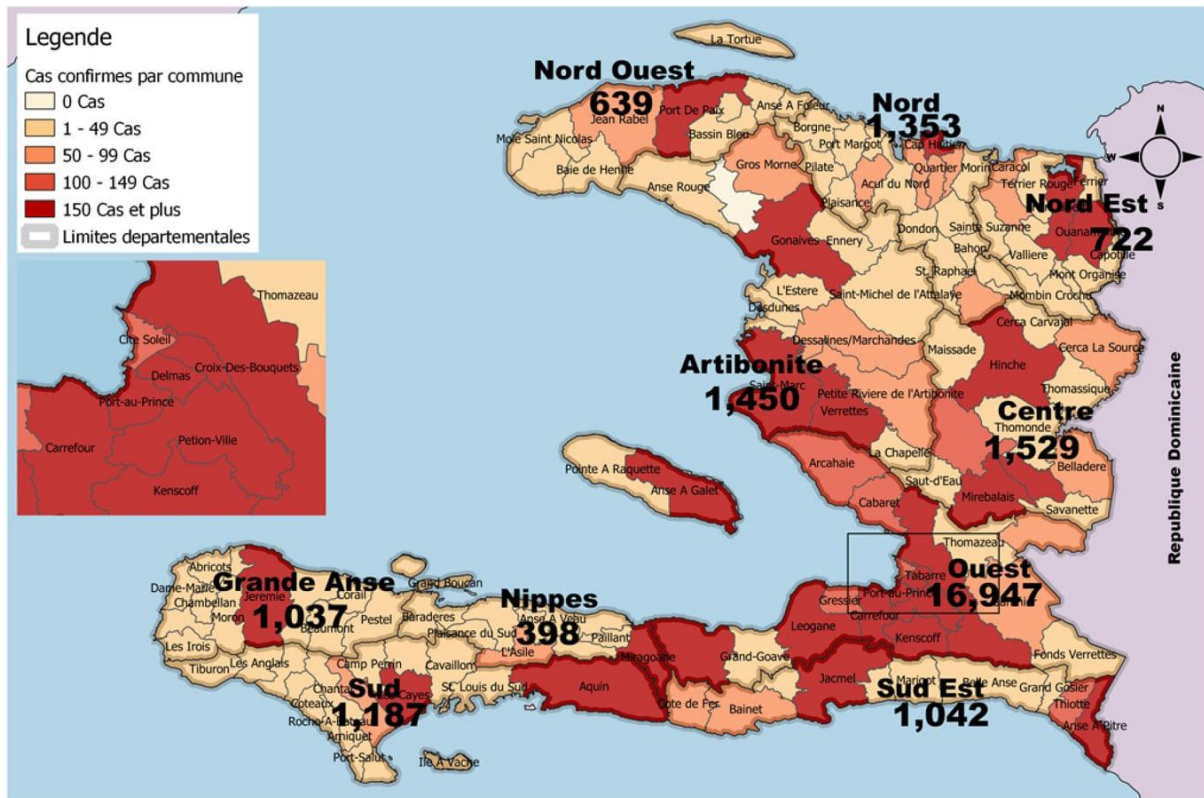 Legende
Cas confirmes par commune
0 Cas
1 - 49 Cas
50 - 99 Cas
100 - 149 Cas
150 Cas et plus
Limites departementales
Thomazeau
Cite Soleil
Croix-Des-Bouquets
Delmas
Port-au-Prince
Petion-Ville
Carrefour
Kenscoff
La Tortue
Nord Ouest
639
Port De Paix
Jean Rabel
Anse A Foleur
Mole Saint Nicolas
Bassin Bleu
Baie de Henne
Nord
1,353
Borgne
Port Margot
Cap Haitien
N
W
S
Gros Morne
Pilate
Quartier Morin
Caracol
Anse Rouge
Acul du Nord
Terrier Rouge
Ferrier
Plaisance
Nord Est
722
Gonaives
Ennery
Dondon
Sainte Suzanne
Bahon
Valliere
Capotille
St. Raphael
Mont Organise
L'Estere
Saint-Michel de l'Attalaye
Mombin Crochu
Desdunes
Cerca Carvajal
Dessalines/Marchandes
Maissade
Cerca La Source
Hinche
Artibonite
1,450
Saint-Marc
Petite Riviere de l'Artibonite
Verrettes
Thomassique
Centre
1,529
Thomonde
La Chapelle
Belladere
Arcahaie
Saut-d'Eau
Mirebalais
Cabaret
Savanette
Pointe A Raquette
Anse A Galet
Republique Dominicaine
Thomazeau
Tabarre
Ouest
16,947
Port-au-Prince
Gressier
Carrefour
Leogane
Kenscoff
Fonds Verrettes
Abricots
Dame-Marie
Grande Anse
1,037
Jeremie
Chambellan
Moron
Corail
Grand Boucan
Beaumont
Pestel
Baraderes
Nippes
398
Anse A Veau
Plaisance du Sud
Paillant
Les Irois
L'Asile
Miragoane
Grand-Goave
Tiburon
Les Anglais
Camp Perrin
Cavaillon
St. Louis du Sud
Aquin
Jacmel
Marigot
Belle Anse
Grand Gosier
Sud
1,187
Coteaux
Sud Est
1,042
Cote de Fer
Bainet
Thiotte
Anse A Pitre
Port-Salut
Ile A Vache